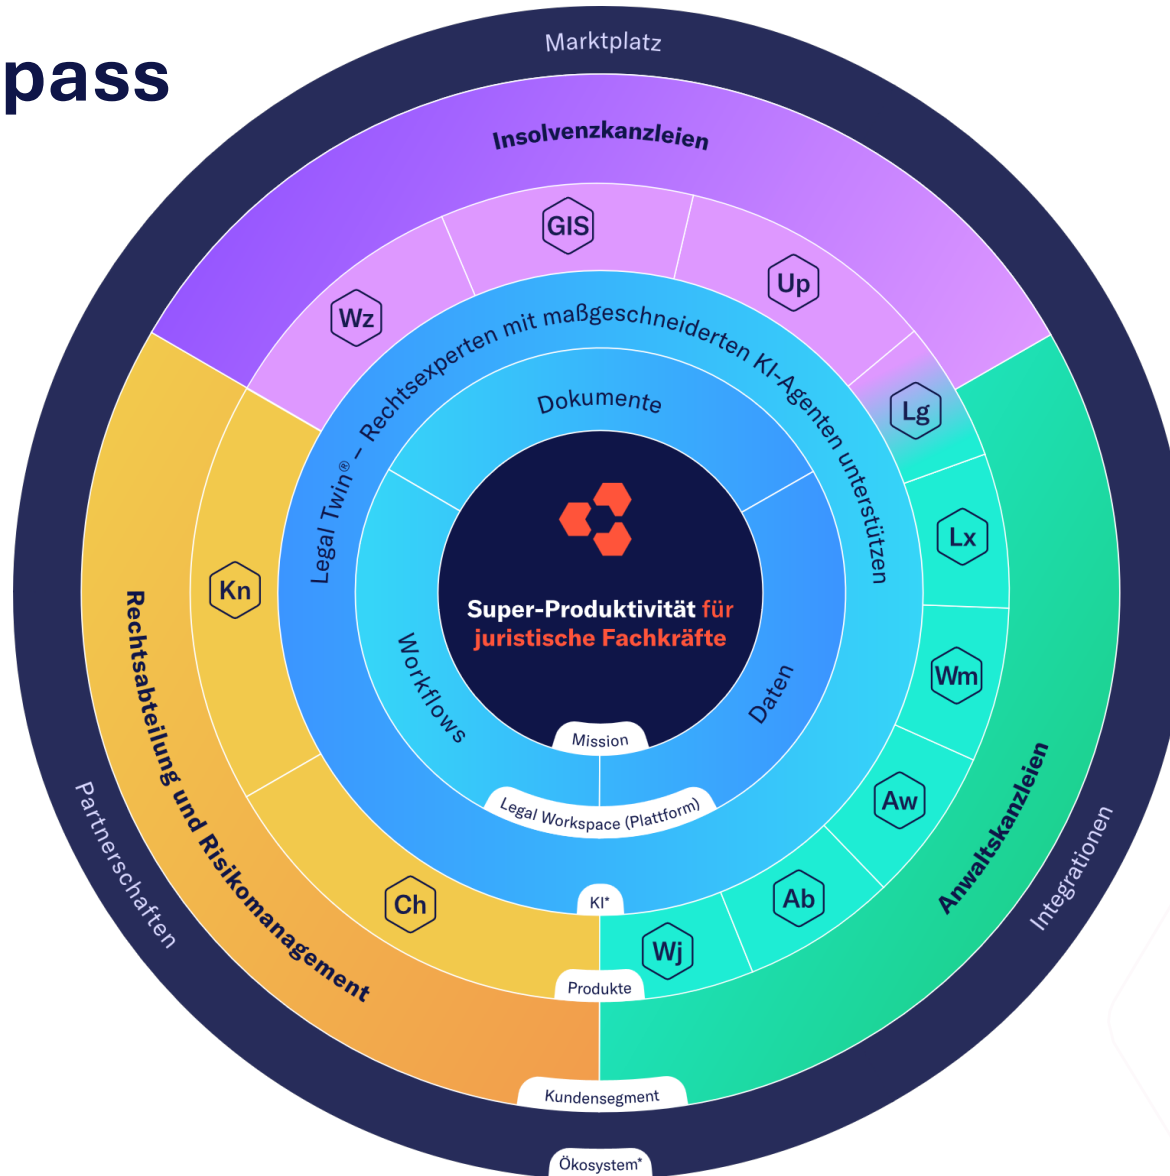 pass
Marktplatz
Insolvenzkanzleien
GIS
Up
Wz
Lg
Legal Twin® – Rechtsexperten mit maßgeschneiderten KI-Agenten unterstützen
Dokumente
Lx
Kn
Super-Produktivität für
juristische Fachkräfte
Wm
Workflows
Daten
Mission
Legal Workspace (Plattform)
Aw
Rechtsabteilung und Risikomanagement
Anwaltskanzleien
Partnerschaften
Integrationen
Ch
Ab
KI*
Wj
Produkte
Kundensegment
Ökosystem*